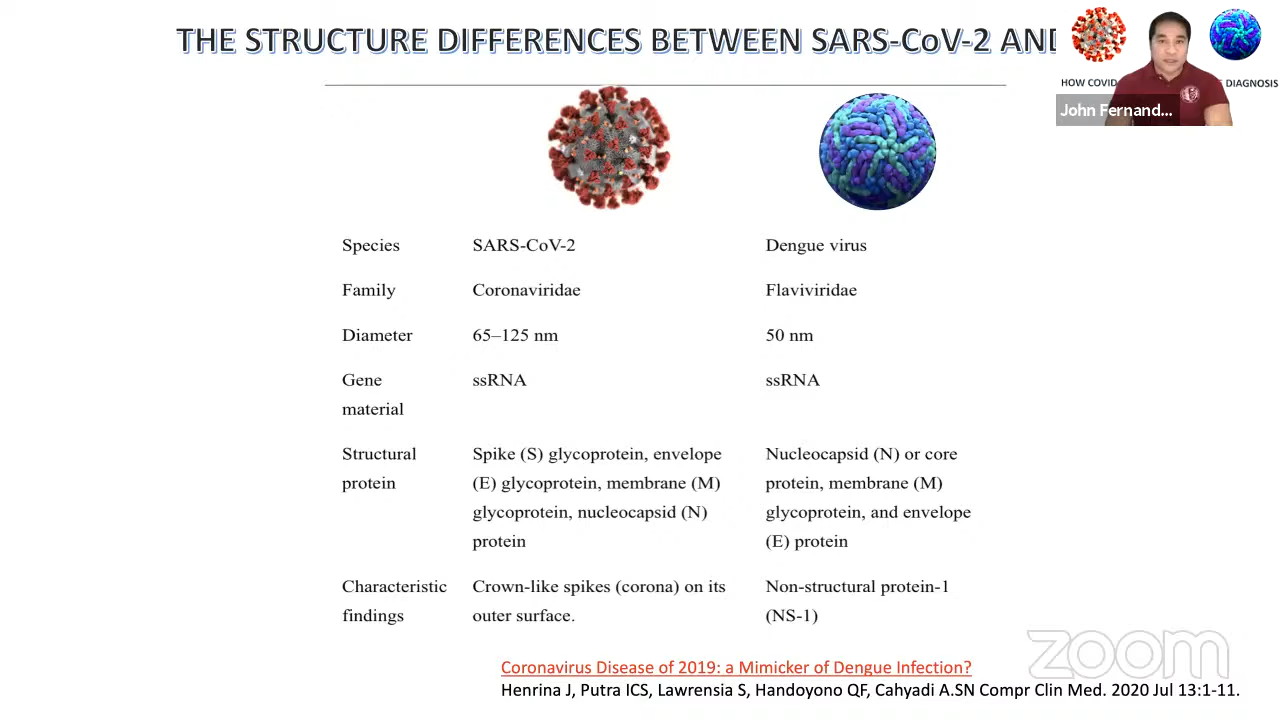 THE STRUCTURE DIFFERENCES BETWEEN SARS-CoV-2 AND
HOW COVID
DIAGNOSIS
John Fernand...
Species SARS-CoV-2 Dengue virus
Family Coronaviridae Flaviviridae
Diameter 65–125 nm 50 nm
Gene ssRNA ssRNA
material
Structural Spike (S) glycoprotein, envelope Nucleocapsid (N) or core
protein (E) glycoprotein, membrane (M) protein, membrane (M)
glycoprotein, nucleocapsid (N) glycoprotein, and envelope
protein (E) protein
Characteristic Crown-like spikes (corona) on its Non-structural protein-1
findings outer surface. (NS-1)
zoom
Coronavirus Disease of 2019: a Mimicker of Dengue Infection?
Henrina J, Putra ICS, Lawrensia S, Handoyono QF, Cahyadi A.SN Compr Clin Med. 2020 Jul 13:1-11.